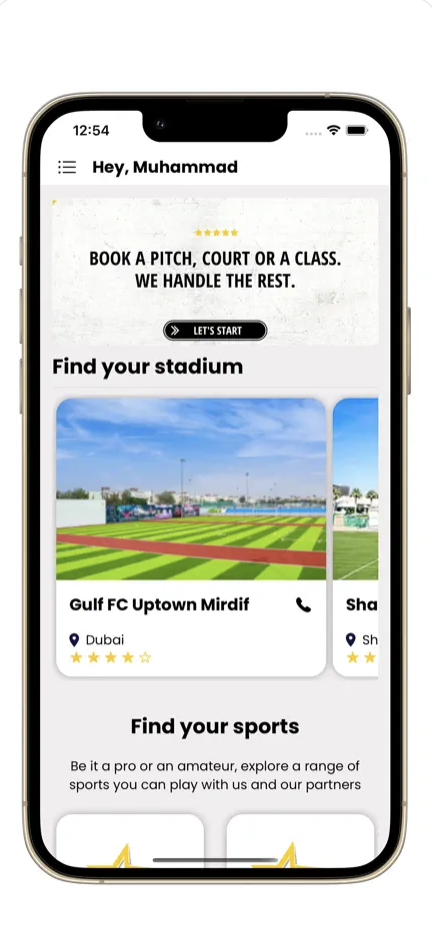 12:54
Hey, Muhammad
BOOK A PITCH, COURT OR A CLASS.
WE HANDLE THE REST.
LET'S START
Find your stadium
Gulf FC Uptown Mirdif
Sha
Dubai
Sh
Find your sports
Be it a pro or an amateur, explore a range of
sports you can play with us and our partners